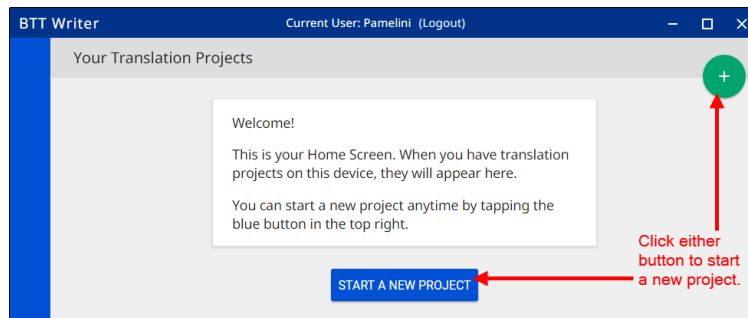 BTT Writer
Current User: Pamelini (Logout)
Your Translation Projects
+
Welcome!
This is your Home Screen. When you have translation
projects on this device, they will appear here.
You can start a new project anytime by tapping the
blue button in the top right.
Click either
button to start
a new project.
START A NEW PROJECT